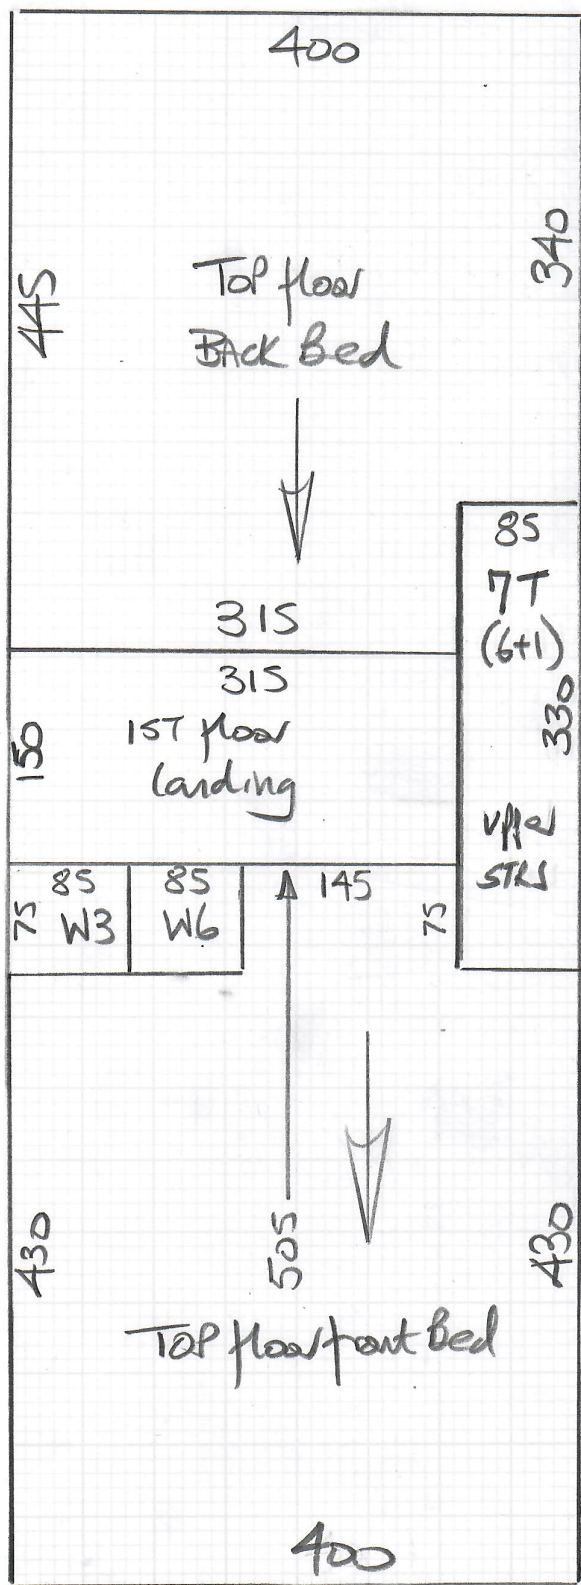 400
445
340
Top floor
BACK Bed
315
85
7T
(6+1)
330
upper
STRS
315
1ST floor
landing
150
85
W3
75
85
W6
145
75
430
505
430
TOP floor front Bed
400